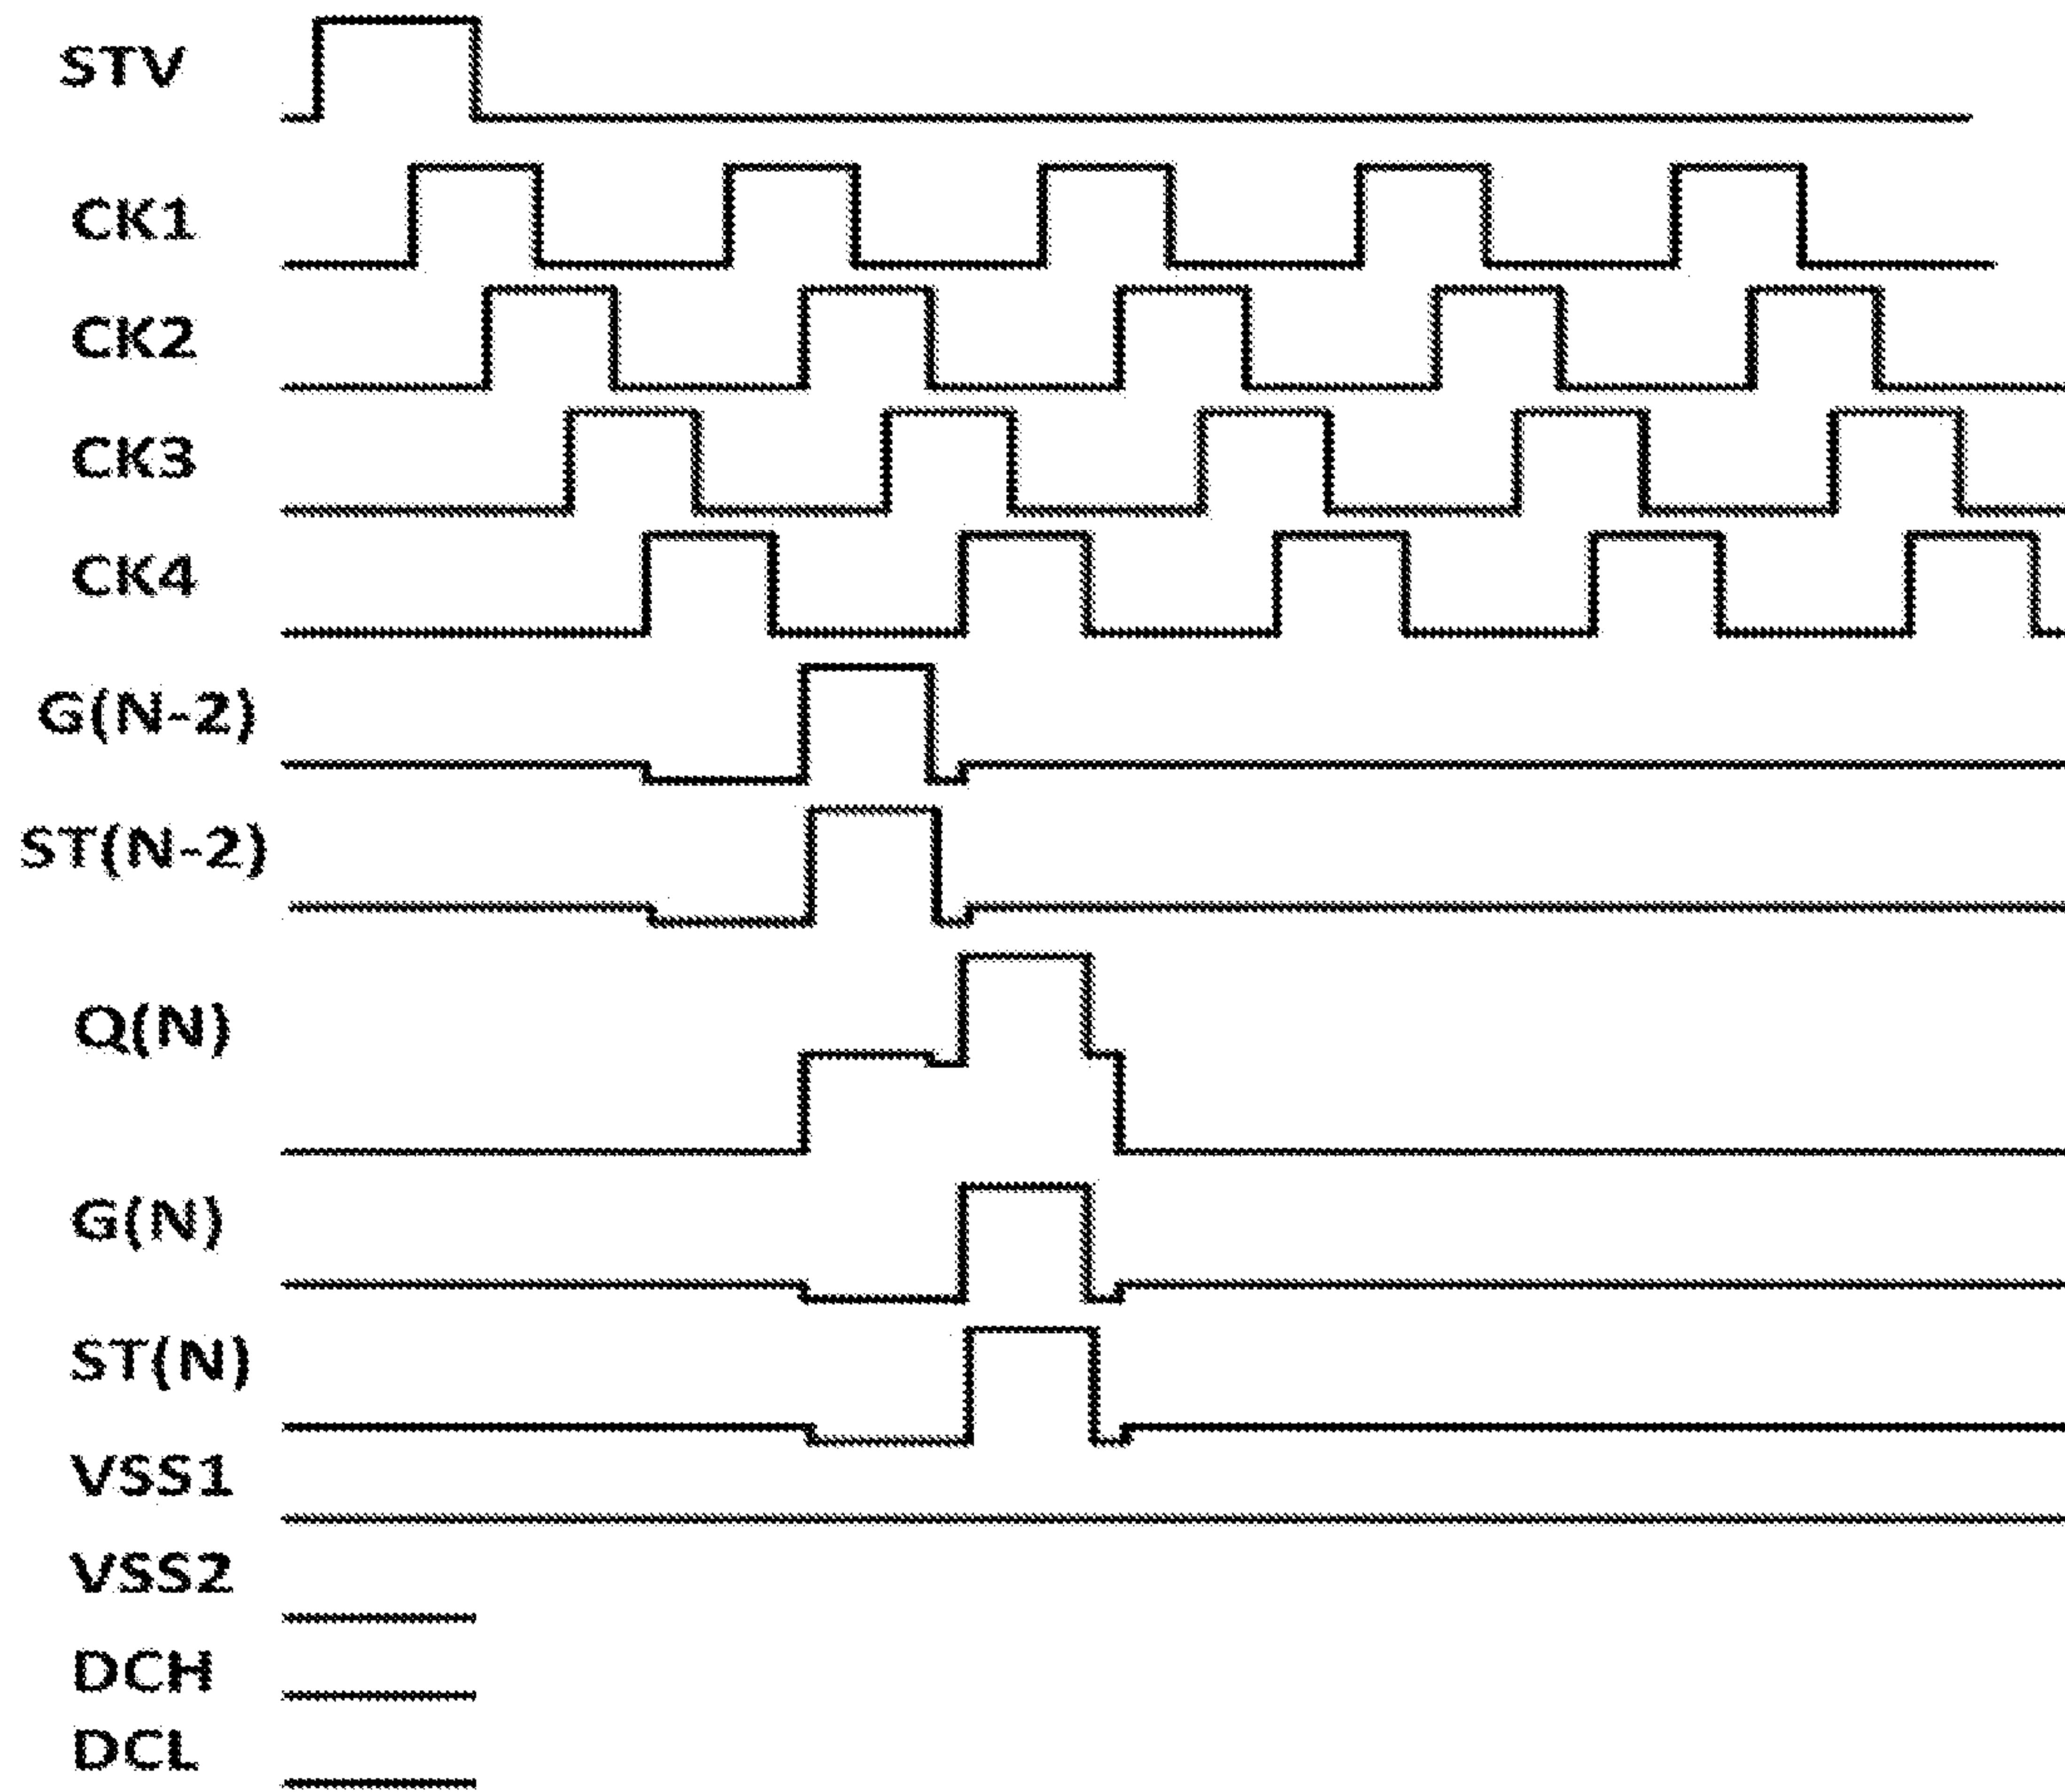 STV
CK1
CK2
CK3
CK4
G(N-2)
ST(N-2)
Q(N)
G(N)
ST(N)
VSS1
VSS2
DCH
DCL